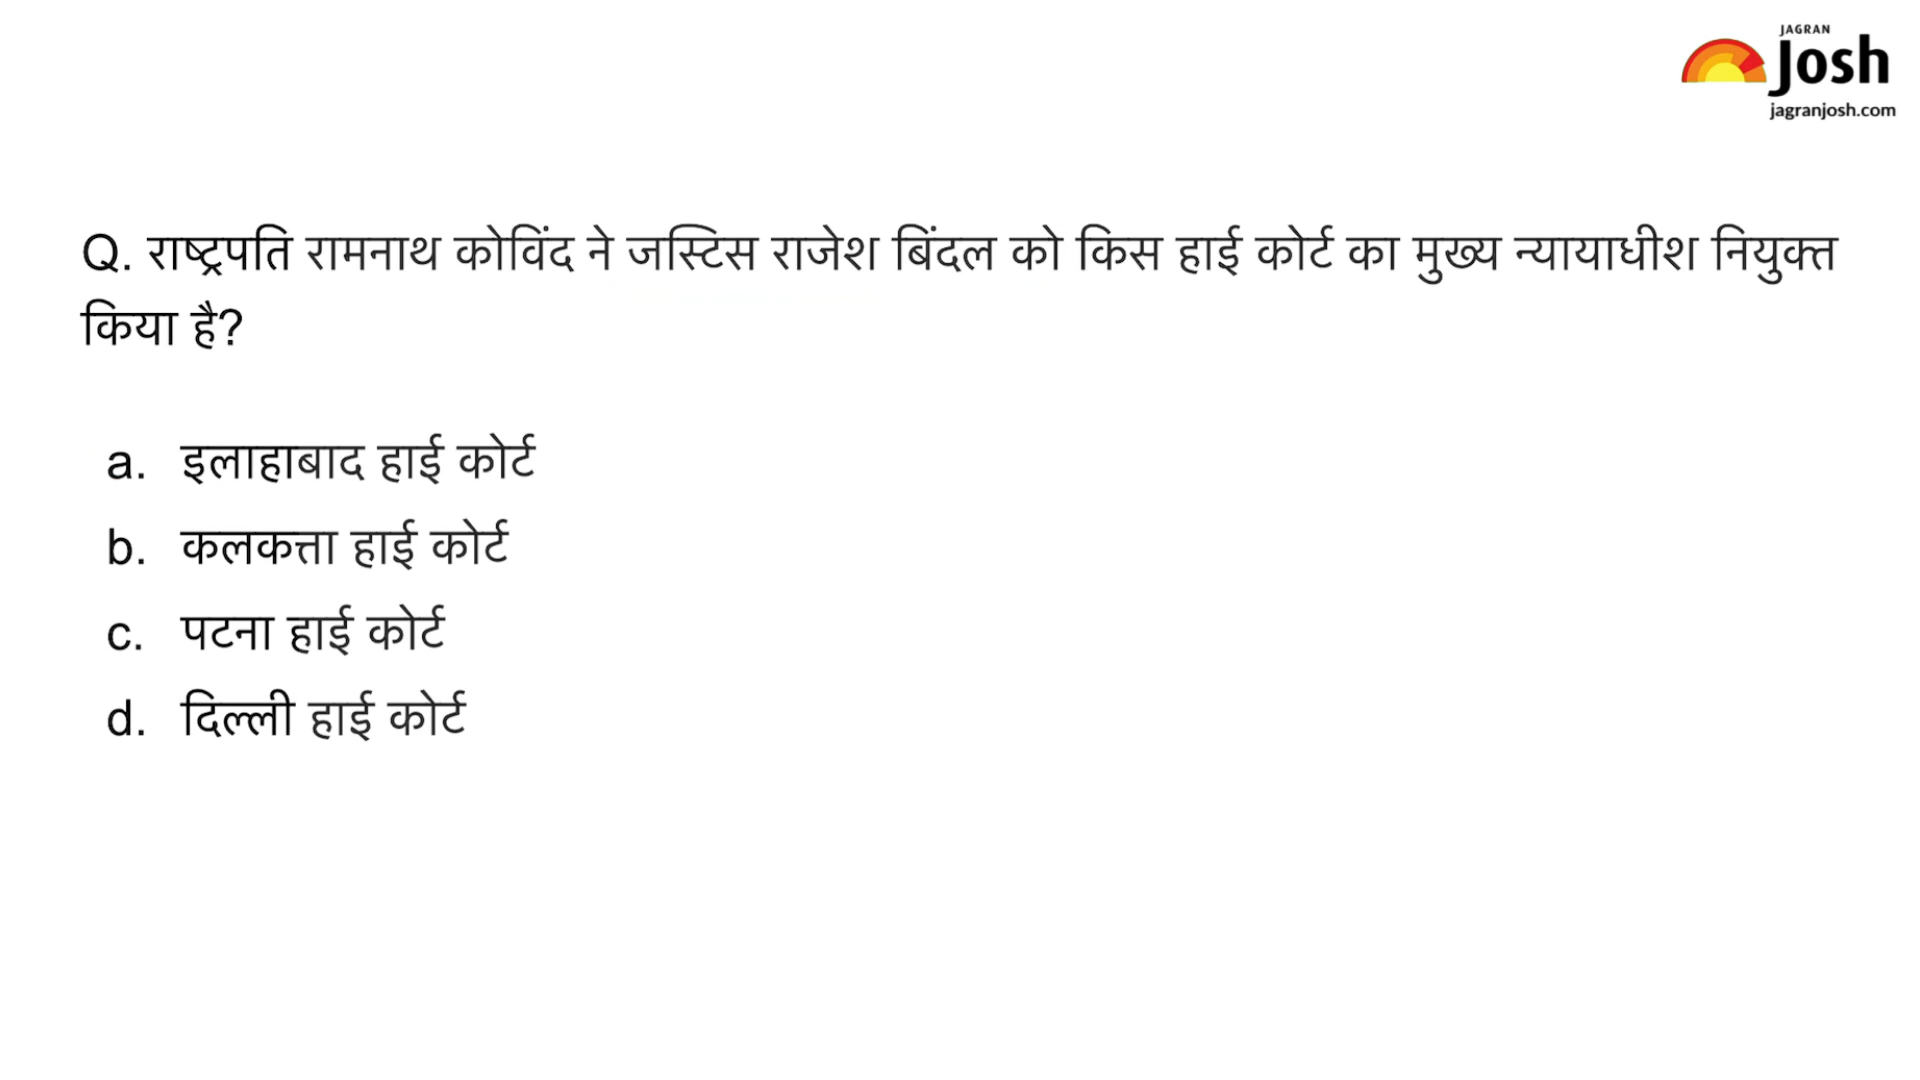 JAGRAN
Josh
jagranjosh.com
Q. राष्ट्रपति रामनाथ कोविंद ने जस्टिस राजेश बिंदल को किस हाई कोर्ट का मुख्य न्यायाधीश नियुक्त
किया है?
a. इलाहाबाद हाई कोर्ट
b. कलकत्ता हाई कोर्ट
c. पटना हाई कोर्ट
d. दिल्ली हाई कोर्ट